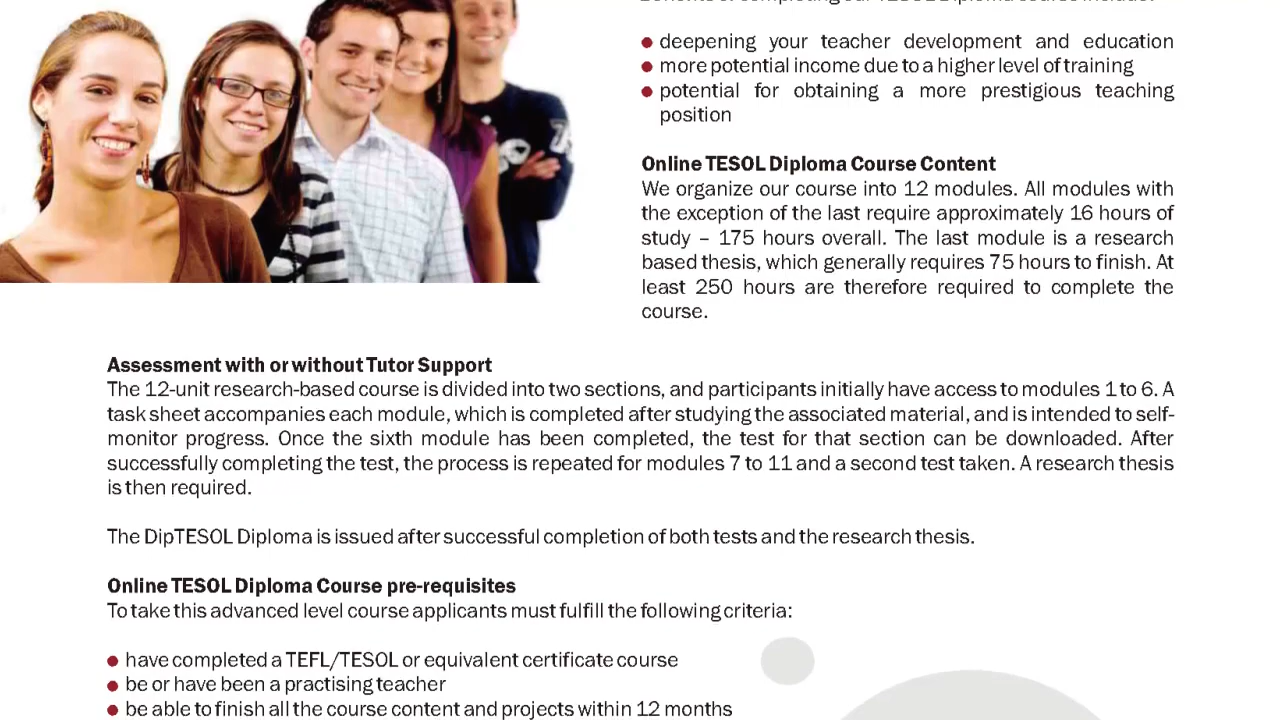 benefits of completing our TESOL Diploma course include:
● deepening your teacher development and education
● more potential income due to a higher level of training
● potential for obtaining a more prestigious teaching
position
Online TESOL Diploma Course Content
We organize our course into 12 modules. All modules with
the exception of the last require approximately 16 hours of
study – 175 hours overall. The last module is a research
based thesis, which generally requires 75 hours to finish. At
least 250 hours are therefore required to complete the
course.
Assessment with or without Tutor Support
The 12-unit research-based course is divided into two sections, and participants initially have access to modules 1 to 6. A
task sheet accompanies each module, which is completed after studying the associated material, and is intended to self-
monitor progress. Once the sixth module has been completed, the test for that section can be downloaded. After
successfully completing the test, the process is repeated for modules 7 to 11 and a second test taken. A research thesis
is then required.
The DipTESOL Diploma is issued after successful completion of both tests and the research thesis.
Online TESOL Diploma Course pre-requisites
To take this advanced level course applicants must fulfill the following criteria:
● have completed a TEFL/TESOL or equivalent certificate course
● be or have been a practising teacher
● be able to finish all the course content and projects within 12 months